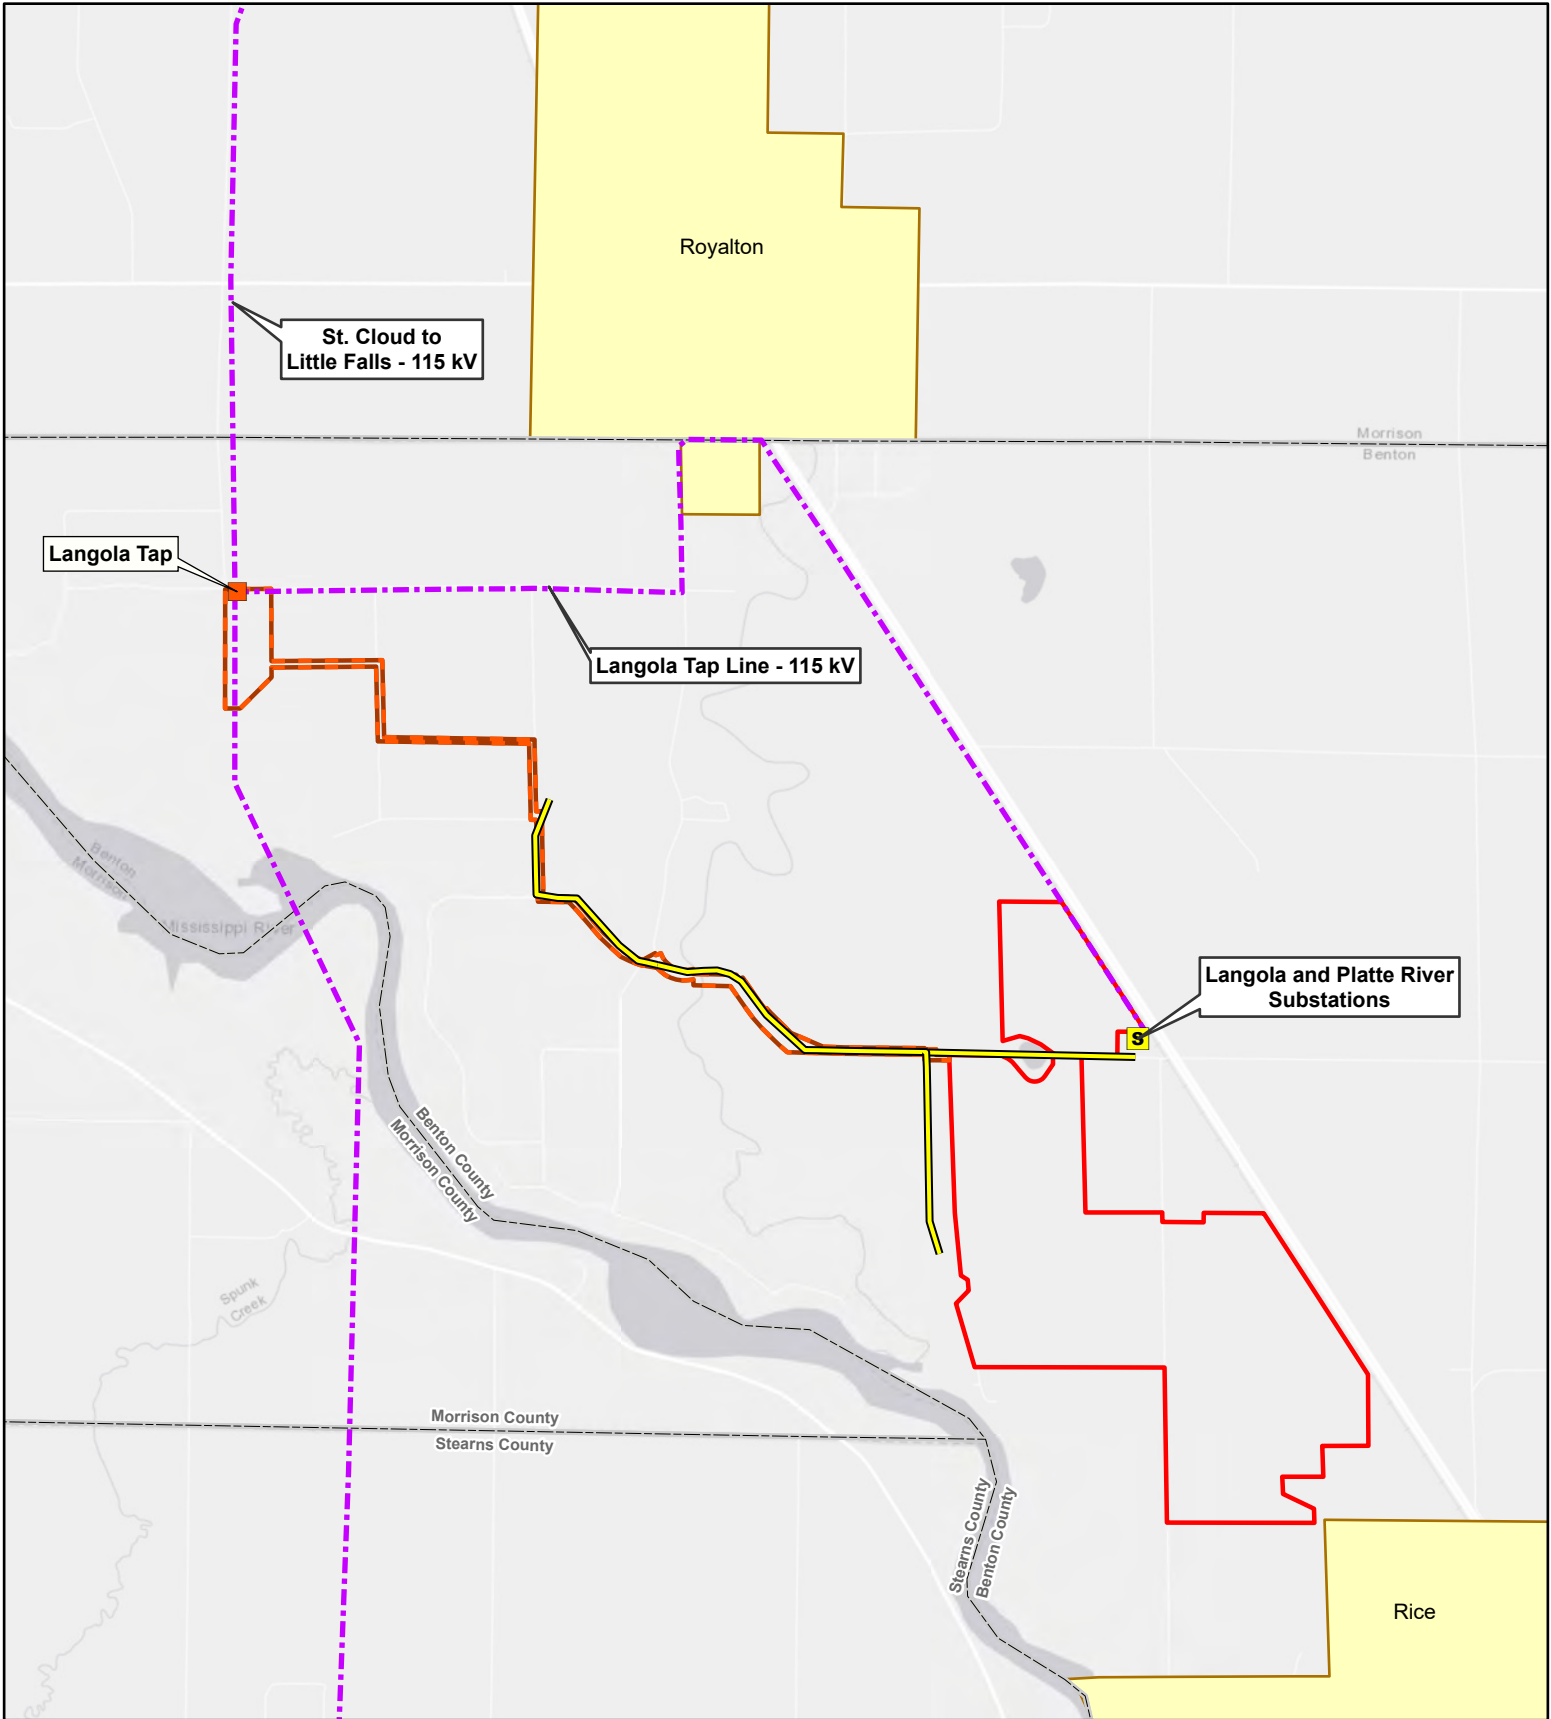 Royalton
St. Cloud to
Little Falls - 115 kV
Morrison
Benton
Langola Tap
Langola Tap Line - 115 kV
Benton
Morrison
Mississippi River
Langola and Platte River
Substations
S
Benton County
Morrison County
Spunk
Creek
Morrison County
Stearns County
Stearns County
Benton County
Rice